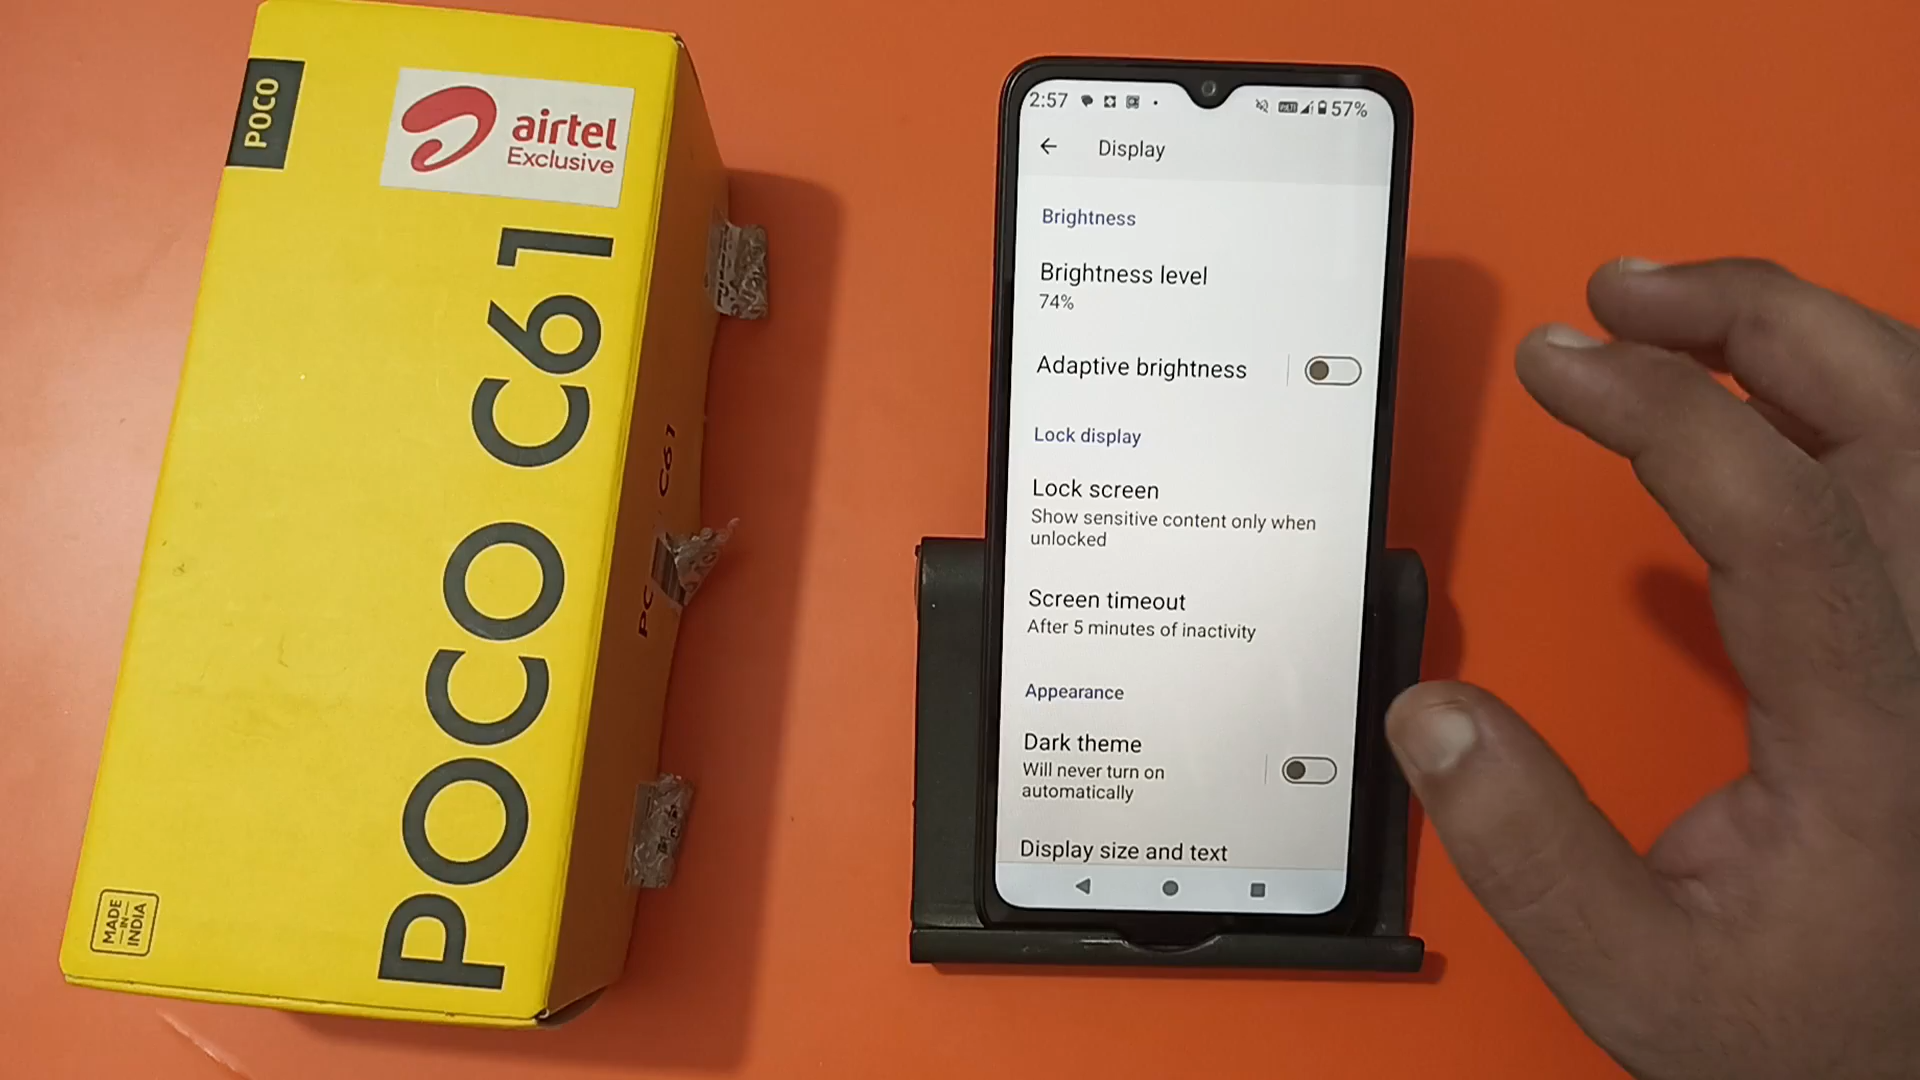 POCO
airtel
Exclusive
POCO C61
MADE
IN
INDIA
C61
2:57
57%
Display
Brightness
Brightness level
74%
Adaptive brightness
Lock display
Lock screen
Show sensitive content only when
unlocked
Screen timeout
After 5 minutes of inactivity
Appearance
Dark theme
Will never turn on
automatically
Display size and text